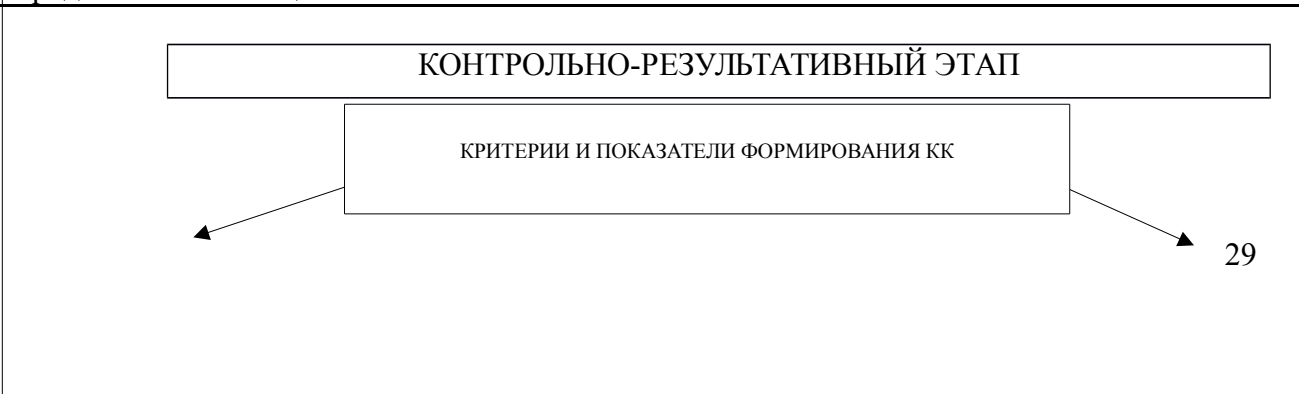 КОНТРОЛЬНО-РЕЗУЛЬТАТИВНЫЙ ЭТАП
КРИТЕРИИ И ПОКАЗАТЕЛИ ФОРМИРОВАНИЯ КК
29